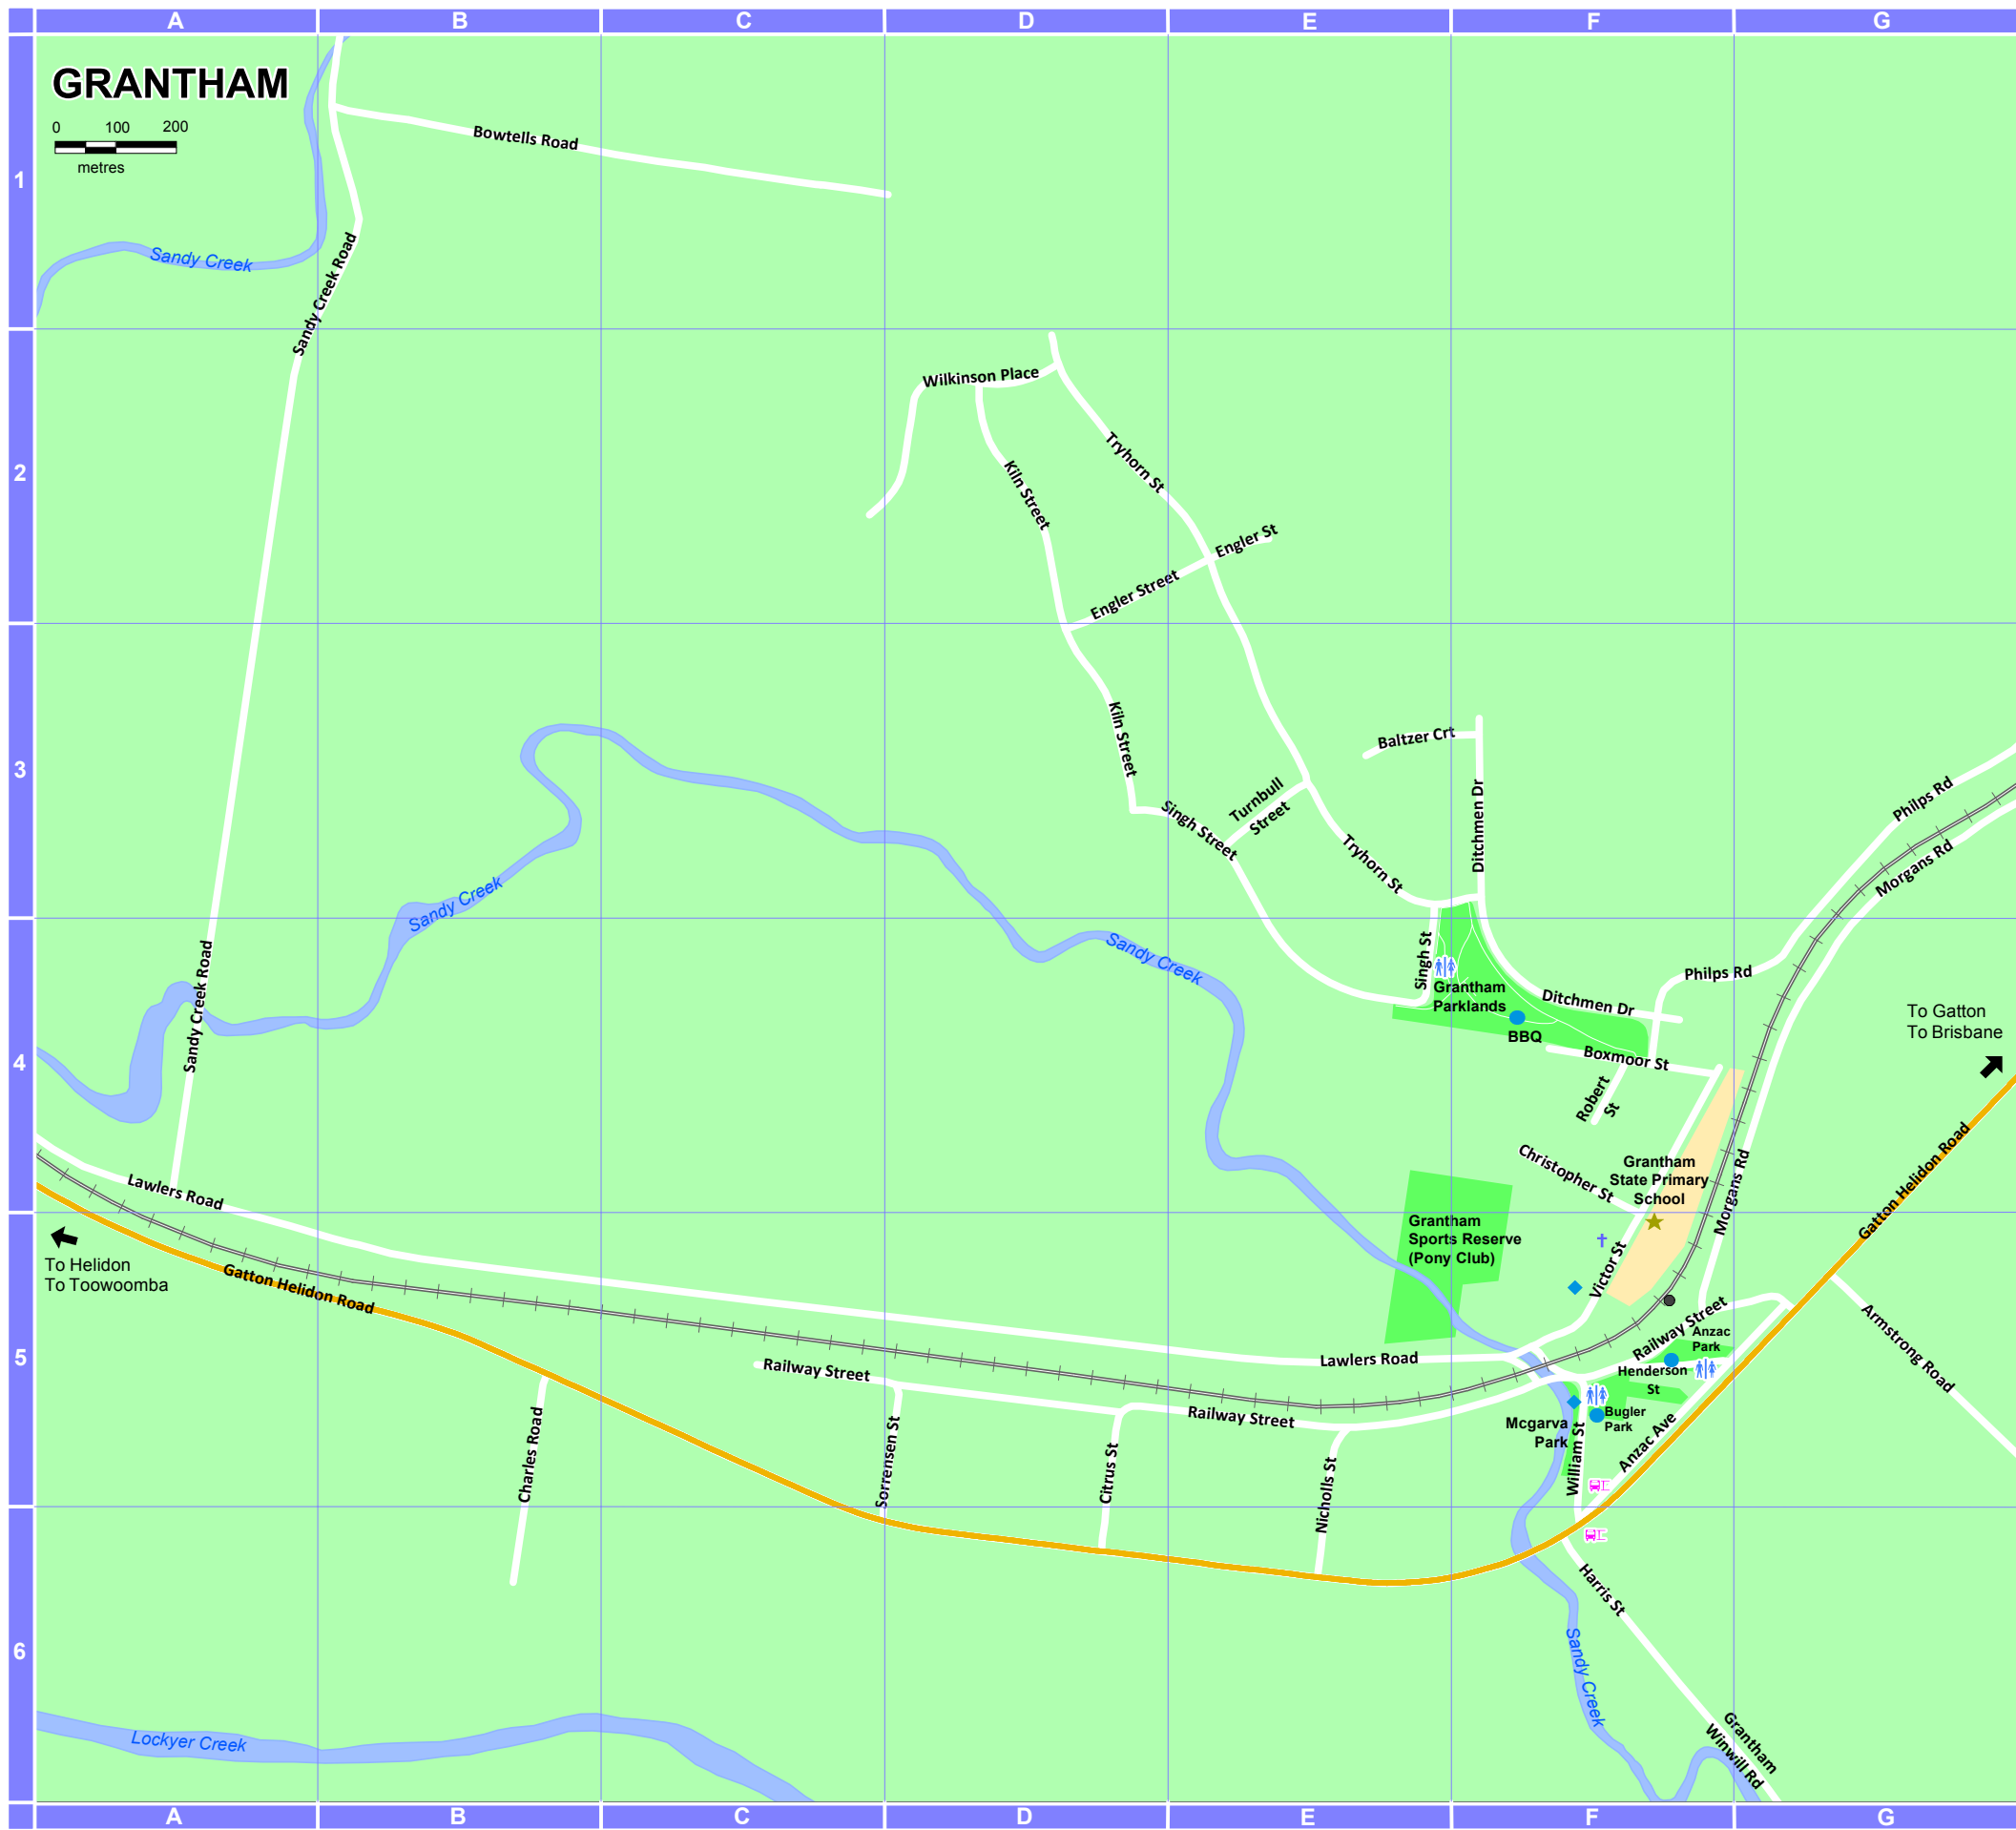 A B C D E F G
GRANTHAM
0 100 200
metres
1
2
3
4
5
6
Bowtells Road
Sandy Creek
Sandy Creek Road
Wilkinson Place
Tryhorn St
Kiln Street
Engler St
Engler Street
Kiln Street
Baltzer Crt
Turnbull
Street
Ditchmen Dr
Singh Street
Tryhorn St
Philps Rd
Morgans Rd
Sandy Creek
Sandy Creek
Sandy Creek Road
Singh St
Grantham
Parklands
BBQ
Ditchmen Dr
Philps Rd
To Gatton
To Brisbane
Boxmoor St
Robert
St
Christopher St
Grantham
State Primary
School
Morgans Rd
Gatton Helidon Road
Lawlers Road
To Helidon
To Toowoomba
Gatton Helidon Road
Grantham
Sports Reserve
(Pony Club)
Victor St
Railway Street
Anzac
Park
Armstrong Road
Lawlers Road
Railway Street
Henderson
St
Railway Street
Mcgarva
Park
Bugler
Park
William St
Anzac Ave
Charles Road
Sorrensen St
Citrus St
Nicholls St
Harris St
Sandy Creek
Lockyer Creek
Grantham
Winwill Rd
A B C D E F G